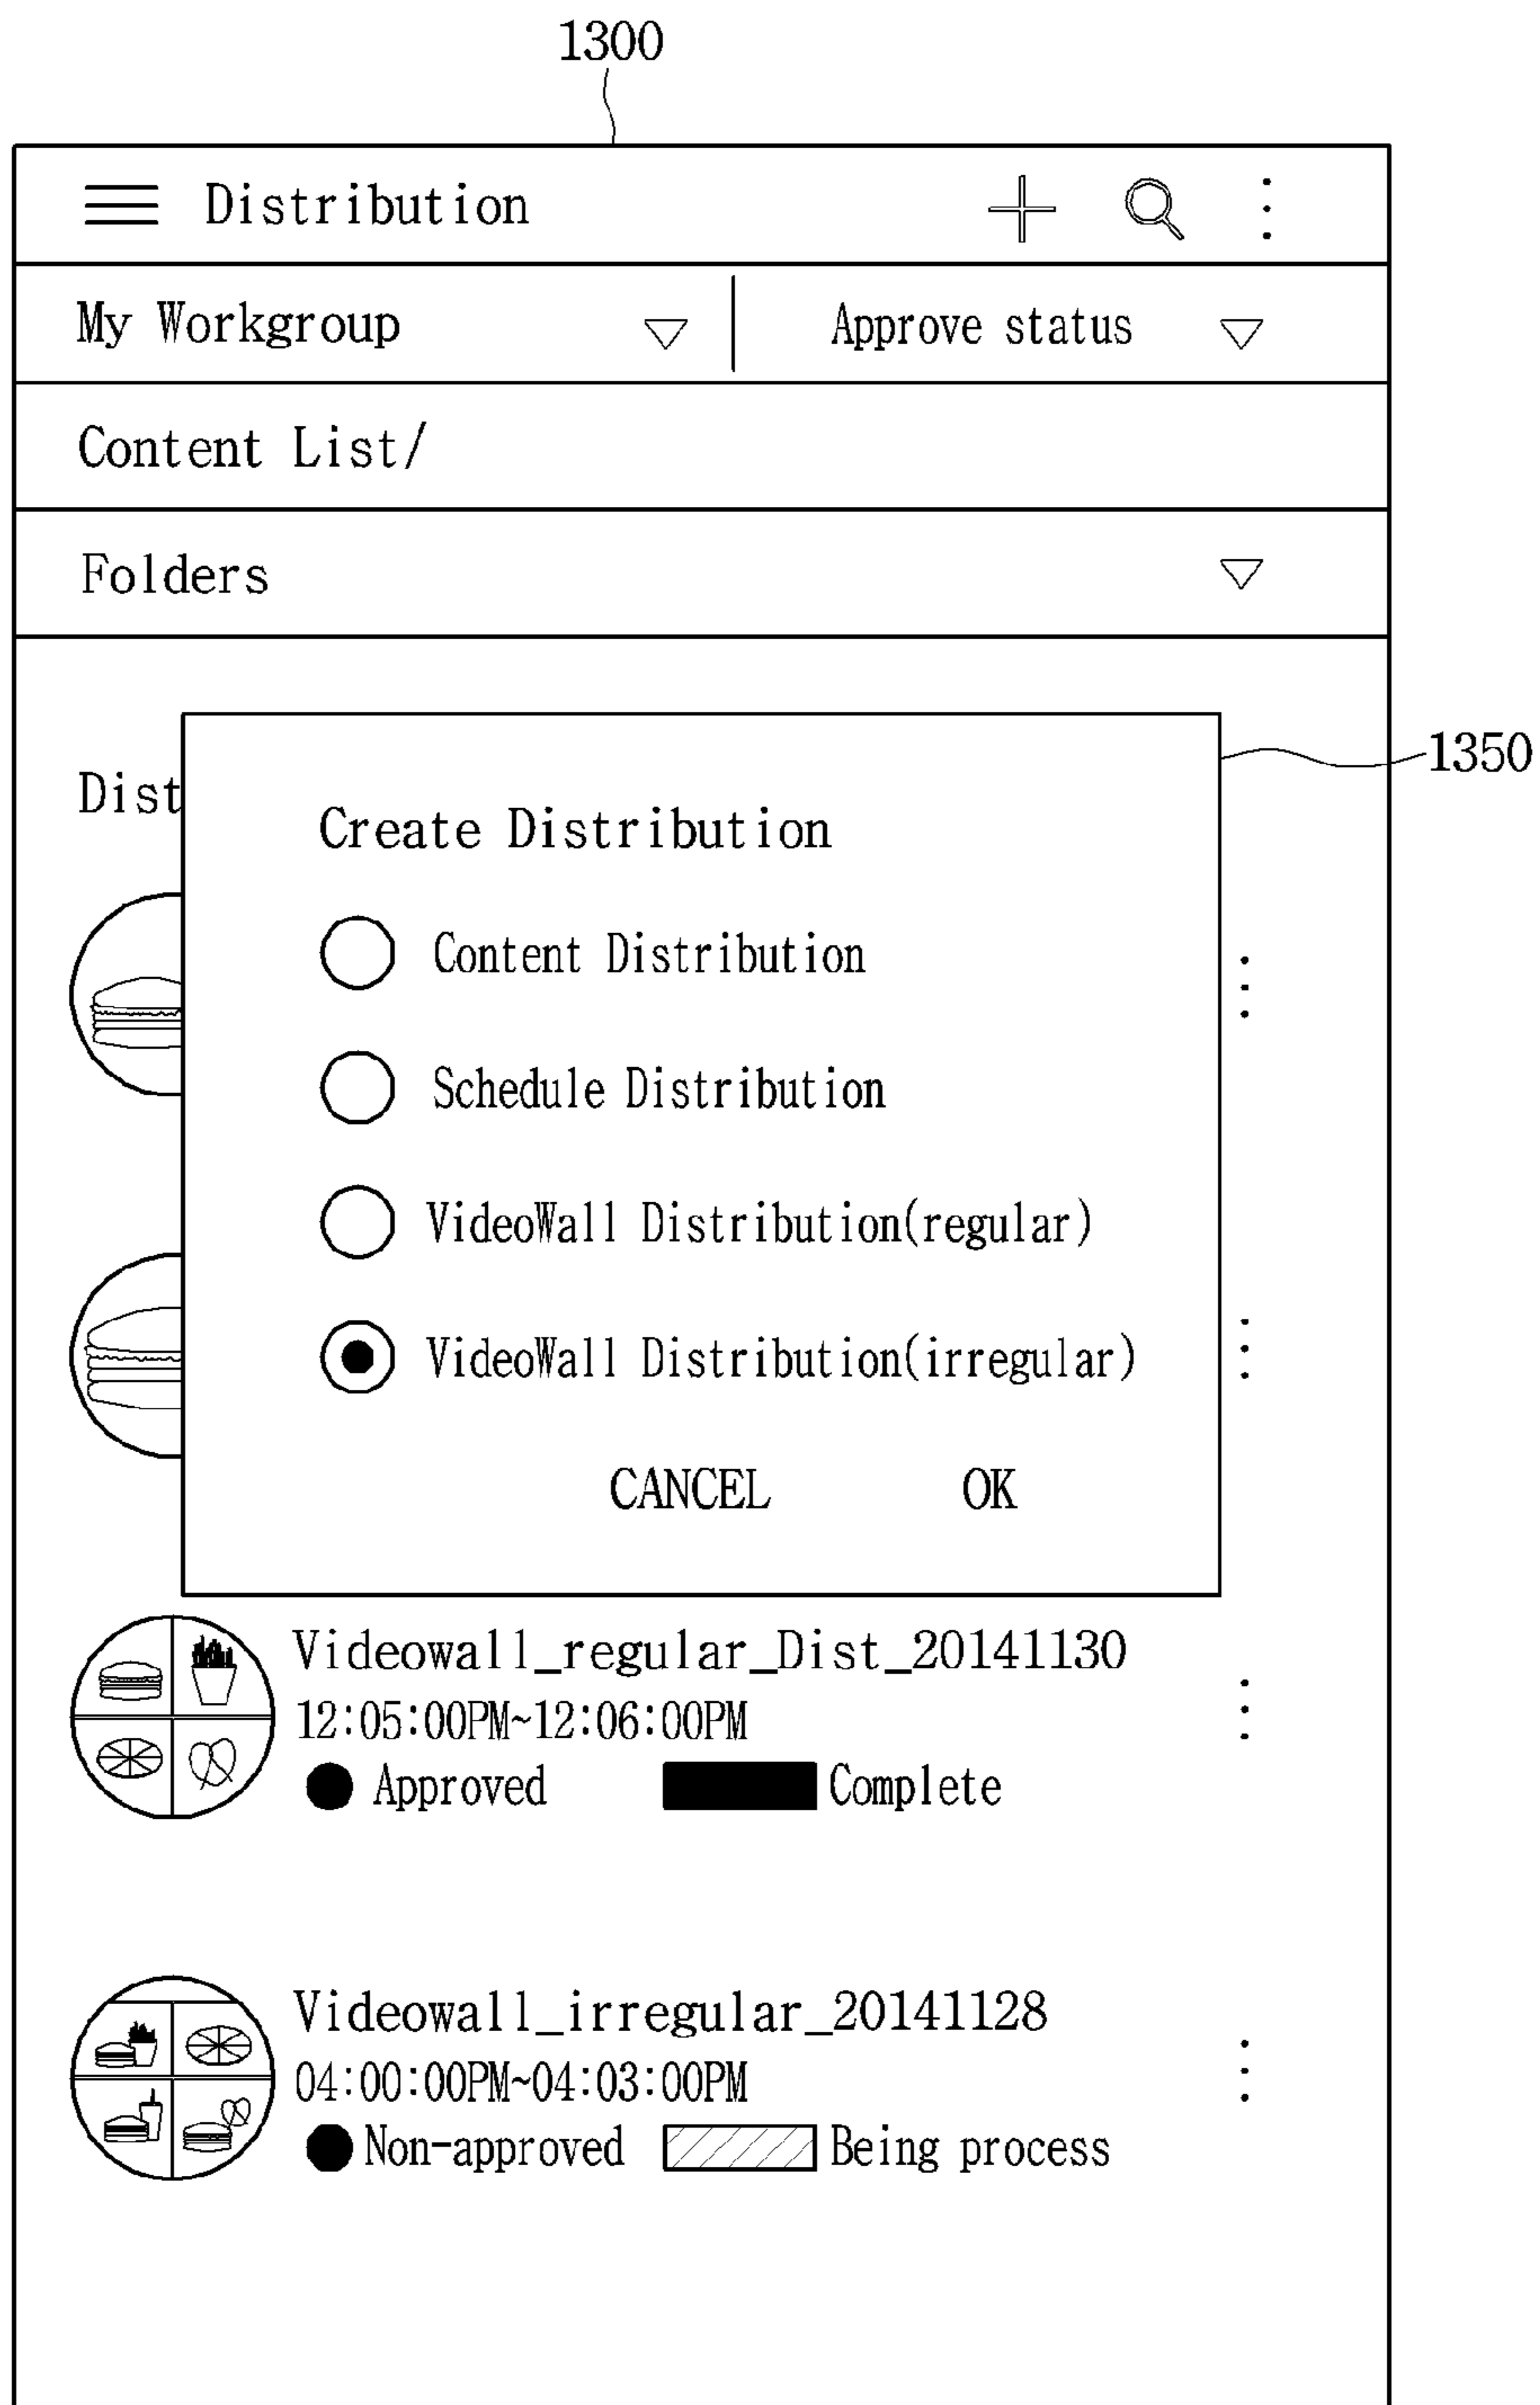 1300
Distribution
My Workgroup Approve status
Content List/
Folders
1350
Dist
Create Distribution
Content Distribution
Schedule Distribution
VideoWall Distribution(regular)
VideoWall Distribution(irregular)
CANCEL OK
Videowall_regular_Dist_20141130
12:05:00PM~12:06:00PM
Approved Complete
Videowall_irregular_20141128
04:00:00PM~04:03:00PM
Non-approved Being process